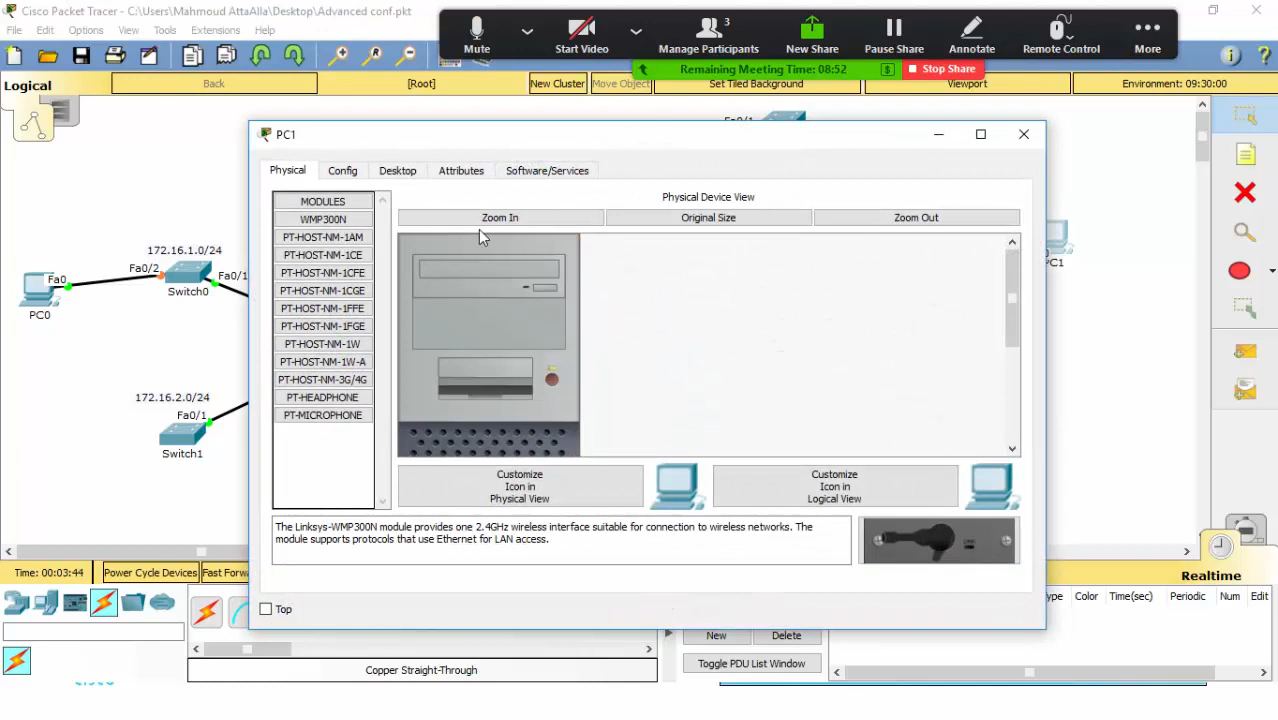 Cisco Packet Tracer - C:\Users\Mahmoud AttaAlla\Desktop\Advanced conf.pkt
File Edit Options View Tools Extensions Help
Mute
Start Video
3
Manage Participants
New Share
Pause Share
Annotate
Remote Control
More
Remaining Meeting Time: 08:52
$
Stop Share
Logical
Back
[Root]
New Cluster
Move Object
Set Tiled Background
Viewport
Environment: 09:30:00
PC1
Physical Config Desktop Attributes Software/Services
MODULES
WMP300N
PT-HOST-NM-1AM
PT-HOST-NM-1CE
PT-HOST-NM-1CFE
PT-HOST-NM-1CGE
PT-HOST-NM-1FFE
PT-HOST-NM-1FGE
PT-HOST-NM-1W
PT-HOST-NM-1W-A
PT-HOST-NM-3G/4G
PT-HEADPHONE
PT-MICROPHONE
Physical Device View
Zoom In
Original Size
Zoom Out
Customize
Icon in
Physical View
Customize
Icon in
Logical View
The Linksys-WMP300N module provides one 2.4GHz wireless interface suitable for connection to wireless networks. The
module supports protocols that use Ethernet for LAN access.
Top
172.16.1.0/24
Fa0
Fa0/2
Fa0/1
PC0
Switch0
172.16.2.0/24
Fa0/1
Switch1
Time: 00:03:44
Power Cycle Devices
Fast Forw
Realtime
Color Time(sec) Periodic Num Edit
New
Delete
Toggle PDU List Window
Copper Straight-Through